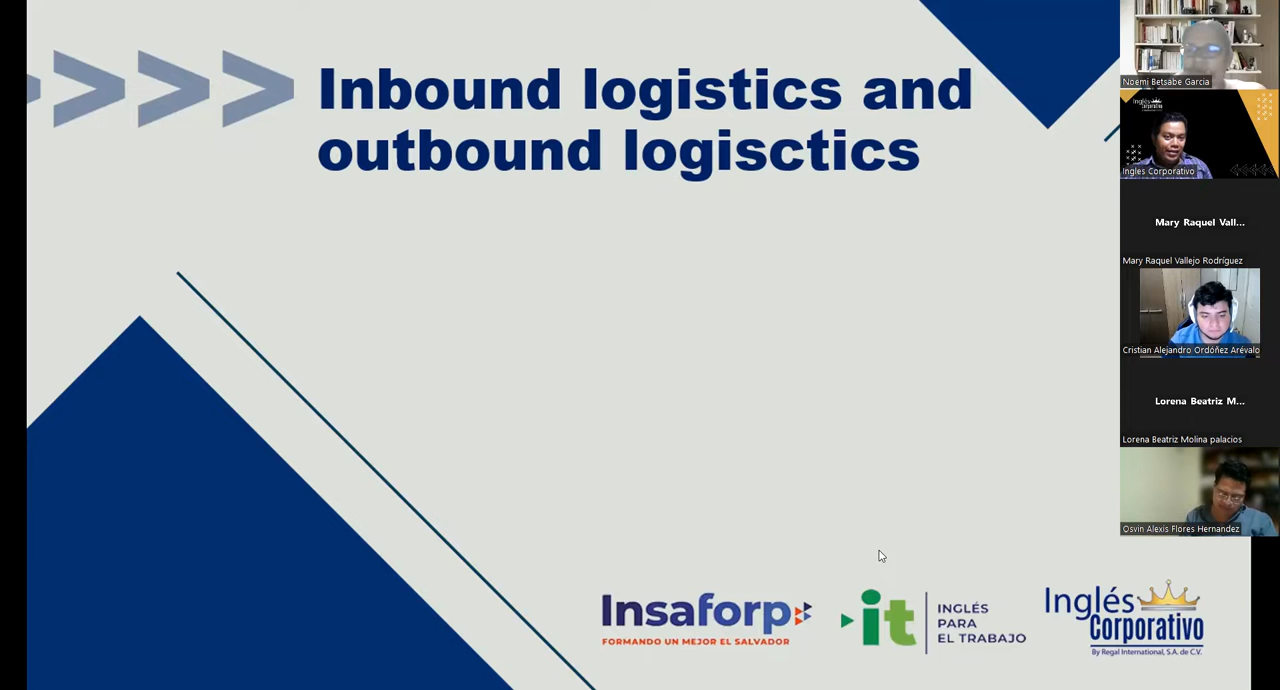 Inbound logistics and
outbound logisctics
Noemi Betsabe Garcia
Inglés
Corporativo
Ingles Corporativo
Mary Raquel Vall...
Mary Raquel Vallejo Rodríguez
Cristian Alejandro Ordóñez Arévalo
Lorena Beatriz M...
Lorena Beatriz Molina palacios
Osvin Alexis Flores Hernandez
Insaforp
FORMANDO UN MEJOR EL SALVADOR
it
INGLÉS
PARA
EL TRABAJO
Inglés
Corporativo
By Regal International, S.A. de C.V.